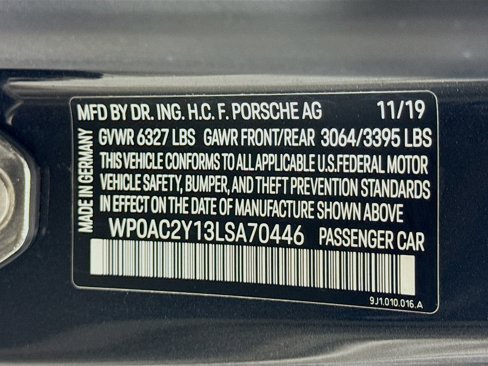 MFD BY DR. ING. H.C. F. PORSCHE AG 11/19
GVWR 6327 LBS GAWR FRONT/REAR 3064/3395 LBS
THIS VEHICLE CONFORMS TO ALL APPLICABLE U.S.FEDERAL MOTOR
VEHICLE SAFETY, BUMPER, AND THEFT PREVENTION STANDARDS
IN EFFECT ON THE DATE OF MANUFACTURE SHOWN ABOVE
WP0AC2Y13LSA70446 PASSENGER CAR
MADE IN GERMANY
9J1.010.016.A